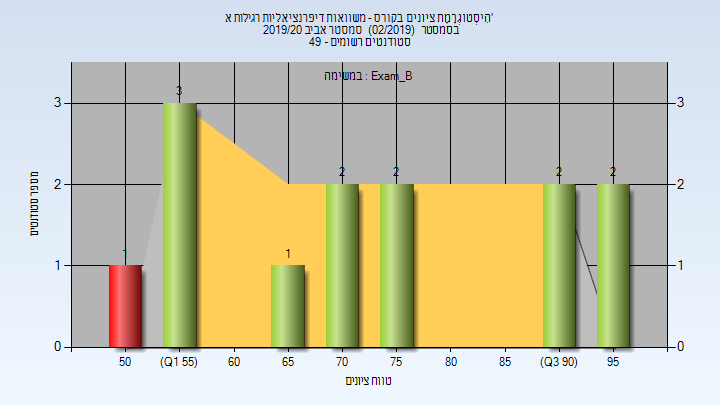 'הִיסְטוֹגְרָמַת ציונים בקורס - משוואות דיפרנציאליות רגילות א
בסמסטר (02/2019) סמסטר אביב 2019/20
סטודנטים רשומים - 49
במשימה : Exam_B
מספר סטודנטים
3
2
1
0
1
3
1
2
2
2
2
3
2
1
0
50
(Q1 55)
60
65
70
75
80
85
(Q3 90)
95
טווח ציונים